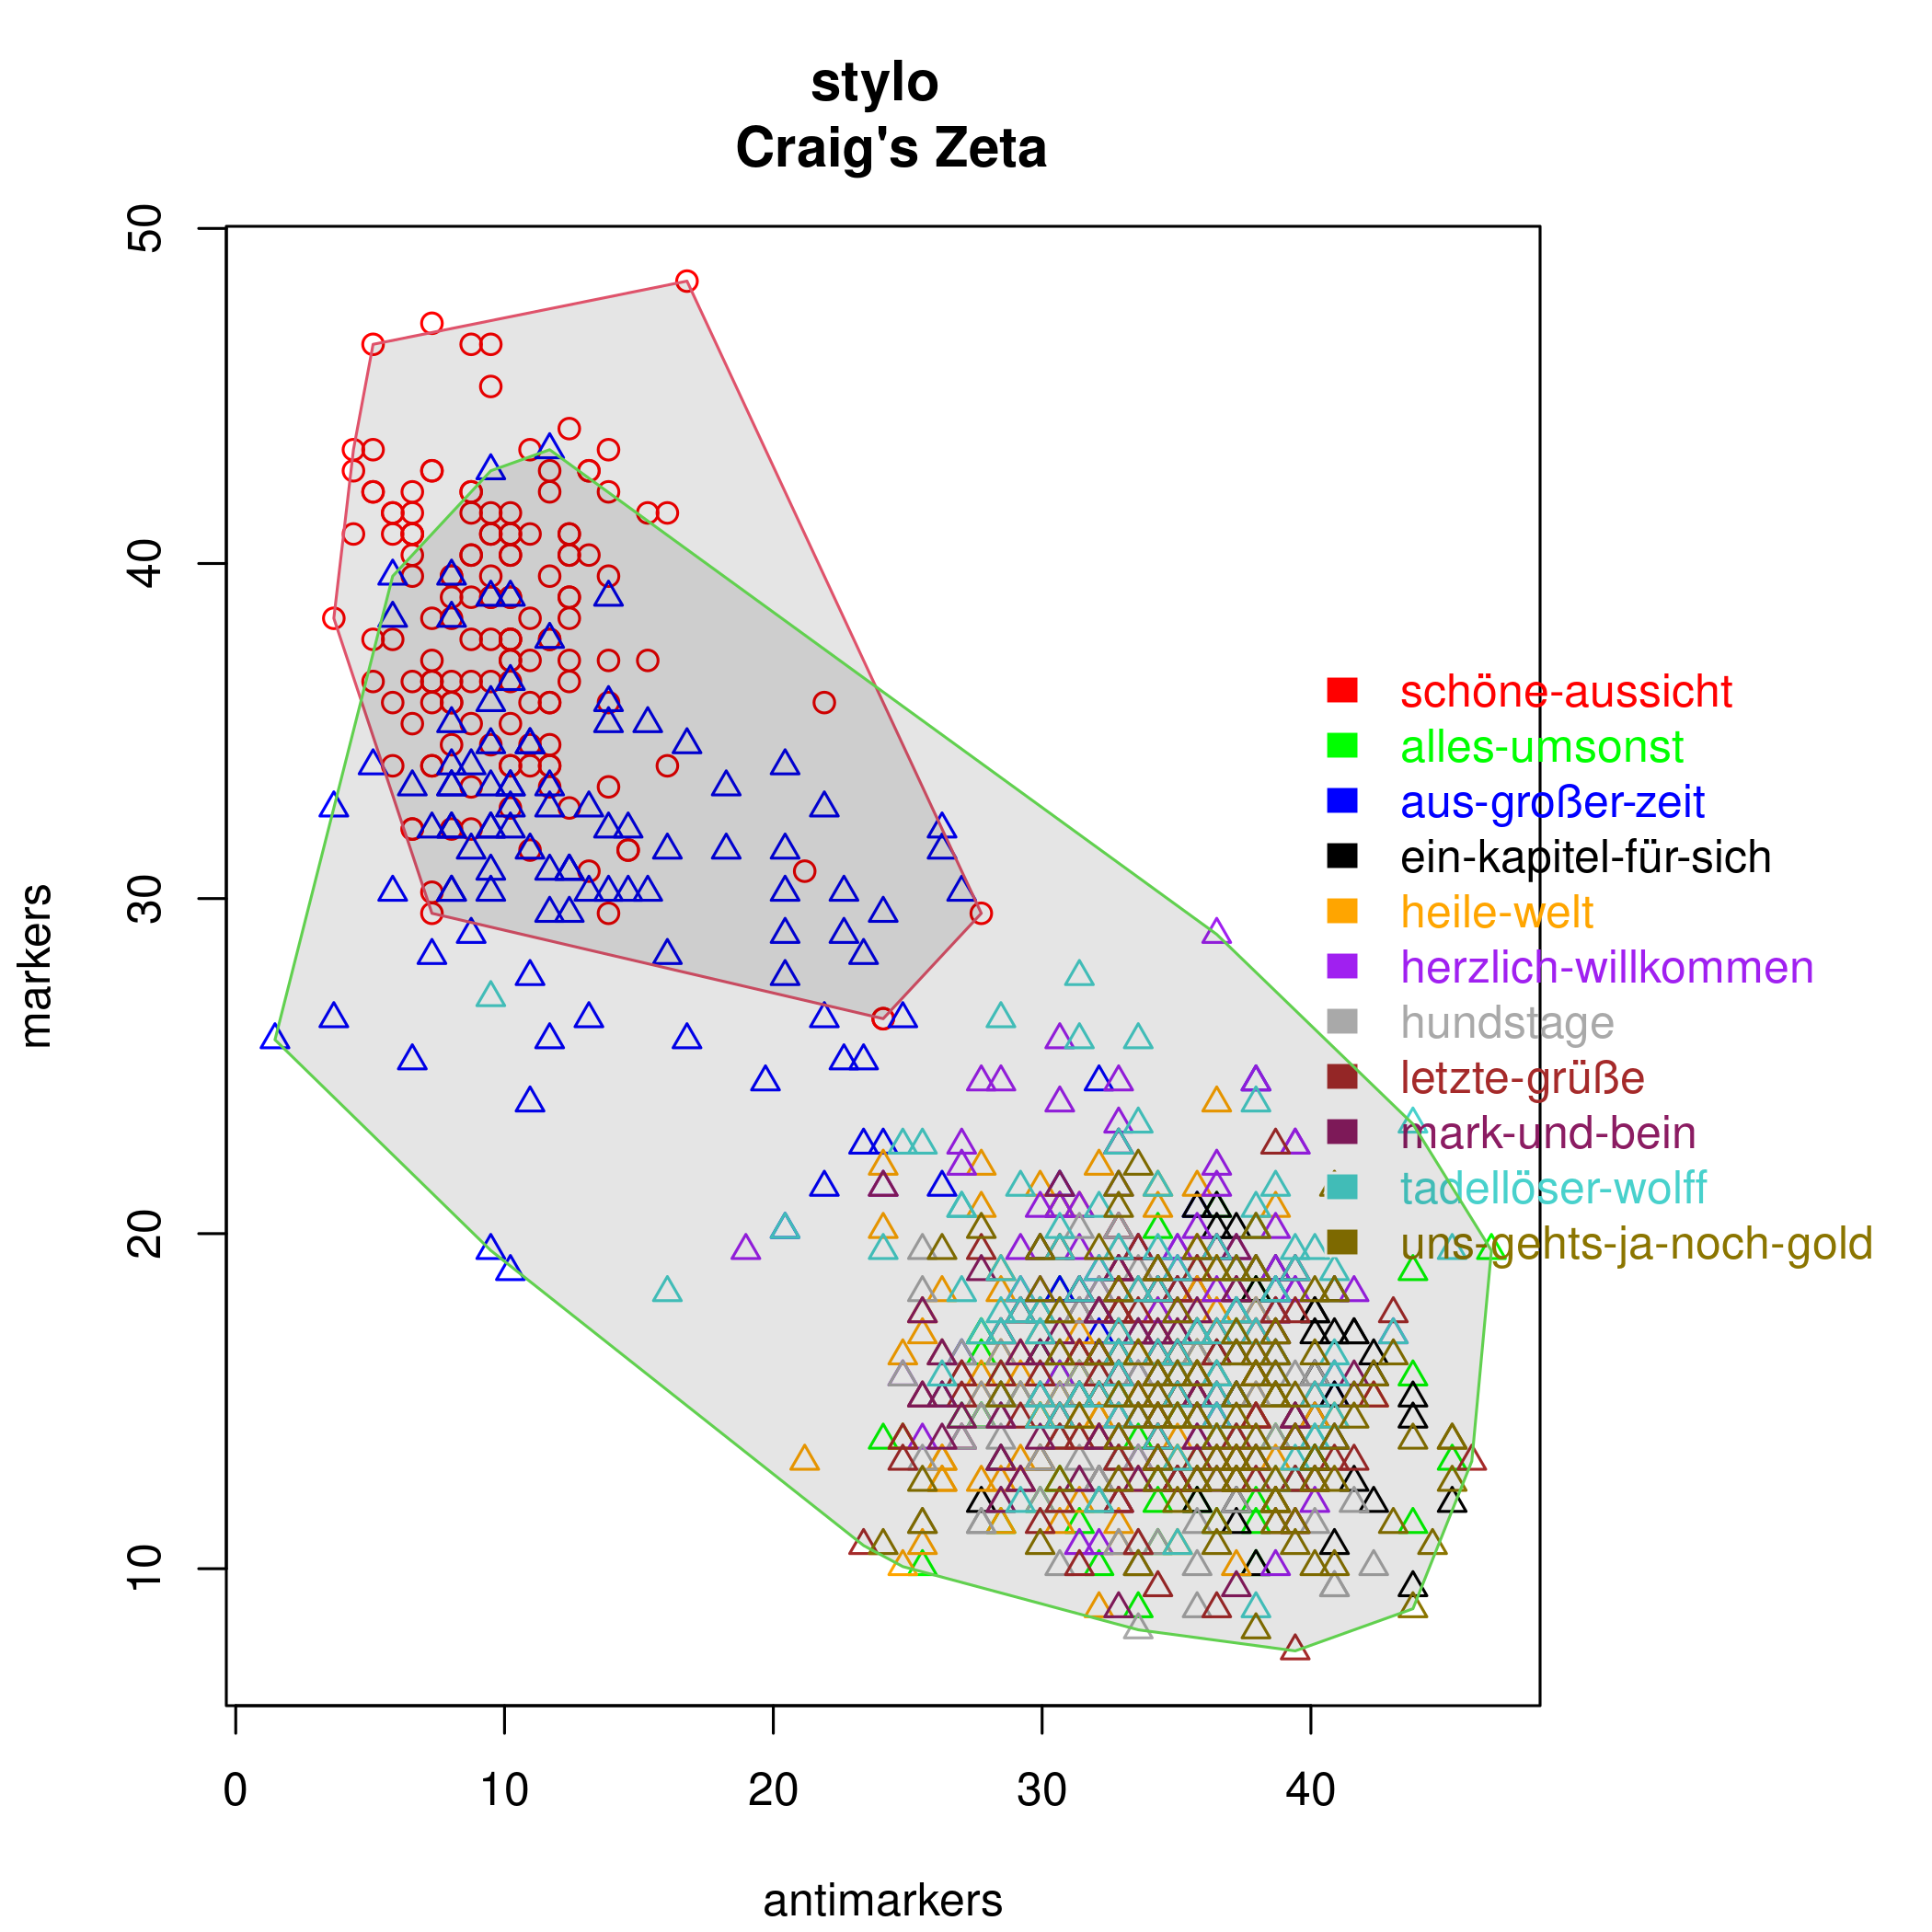 stylo
Craig's Zeta
50
40
30
20
10
markers
schöne-aussicht
alles-umsonst
aus-großer-zeit
ein-kapitel-für-sich
heile-welt
herzlich-willkommen
hundstage
letzte-grüße
mark-und-bein
tadellöser-wolff
uns-gehts-ja-noch-gold
0 10 20 30 40
antimarkers